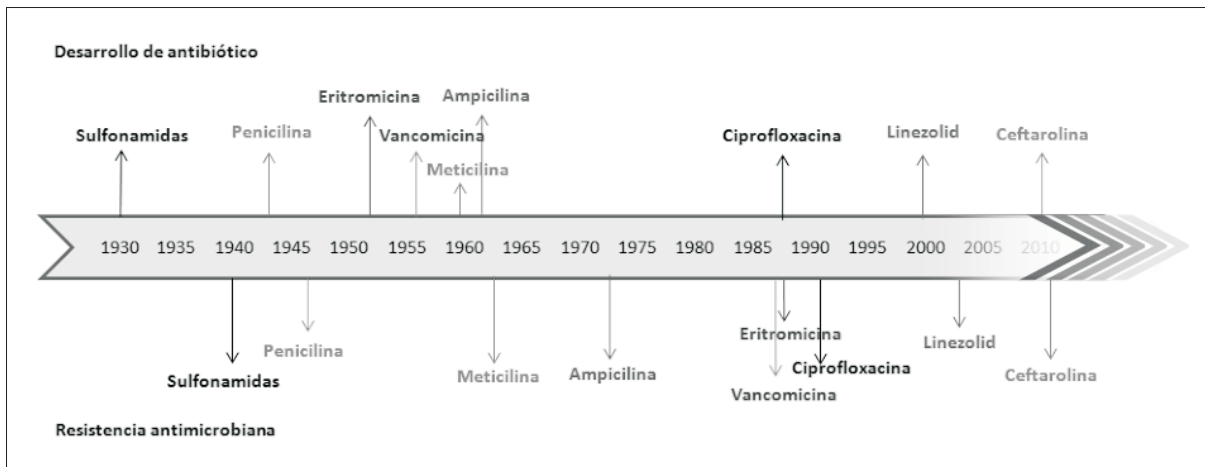 Desarrollo de antibiótico
Eritromicina
Ampicilina
Sulfonamidas
Penicilina
Vancomicina
Ciprofloxacina
Linezolid
Ceftarolina
Meticilina
1930 1935 1940 1945 1950 1955 1960 1965 1970 1975 1980 1985 1990 1995 2000 2005 2010
Eritromicina
Linezolid
Penicilina
Ciprofloxacina
Sulfonamidas
Meticilina
Ampicilina
Ceftarolina
Vancomicina
Resistencia antimicrobiana